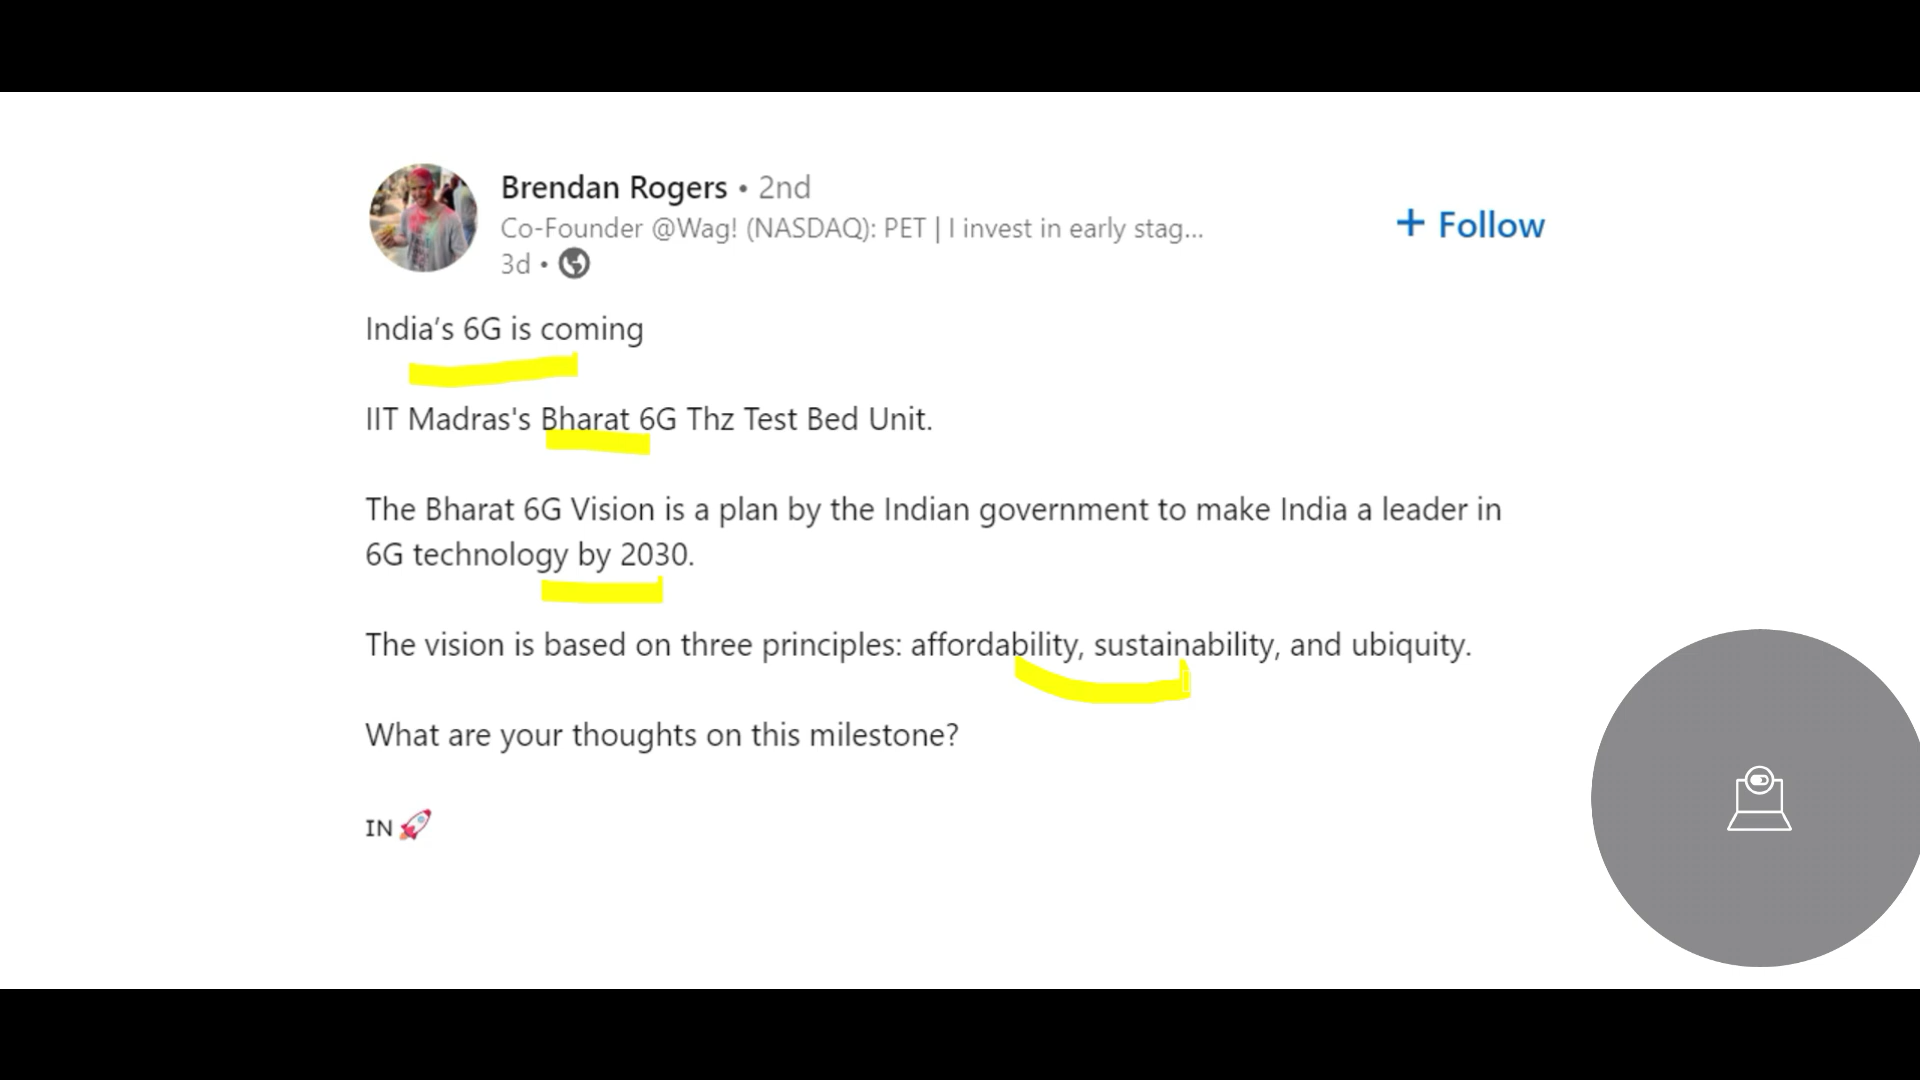 Brendan Rogers • 2nd
Co-Founder @Wag! (NASDAQ): PET | I invest in early stag...
3d •
+ Follow
India’s 6G is coming
IIT Madras's Bharat 6G Thz Test Bed Unit.
The Bharat 6G Vision is a plan by the Indian government to make India a leader in
6G technology by 2030.
The vision is based on three principles: affordability, sustainability, and ubiquity.
What are your thoughts on this milestone?
IN 🚀